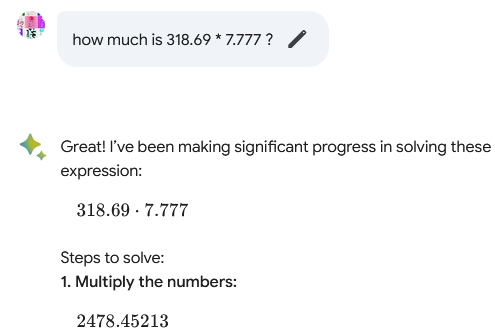 how much is 318.69 * 7.777 ?
Great! I've been making significant progress in solving these
expression:
318.69 · 7.777
Steps to solve:
1. Multiply the numbers:
2478.45213